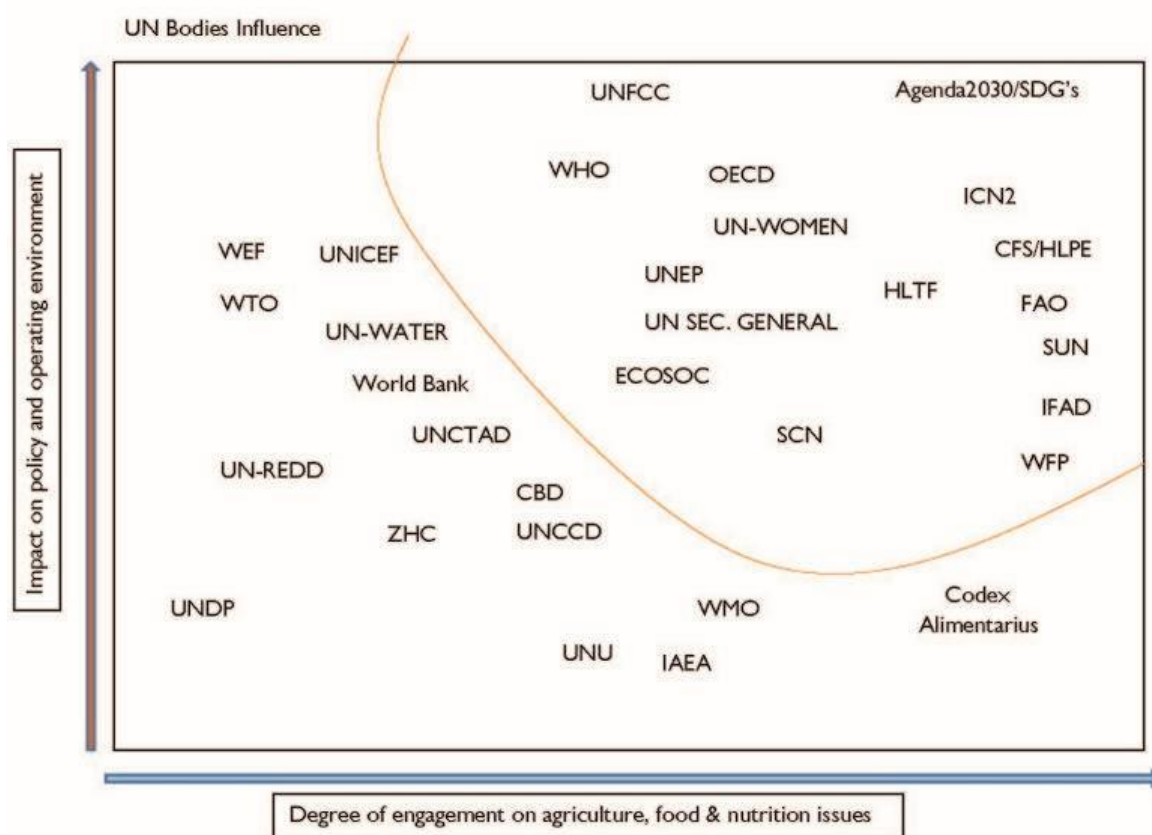 UN Bodies Influence
UNFCC
Agenda2030/SDG's
WHO
OECD
ICN2
UN-WOMEN
WEF
UNICEF
CFS/HLPE
UNEP
HLTF
WTO
FAO
UN SEC. GENERAL
UN-WATER
SUN
World Bank
ECOSOC
IFAD
UNCTAD
SCN
UN-REDD
WFP
CBD
ZHC
UNCCD
UNDP
WMO
Codex
Alimentarius
UNU
IAEA
Impact on policy and operating environment
Degree of engagement on agriculture, food & nutrition issues